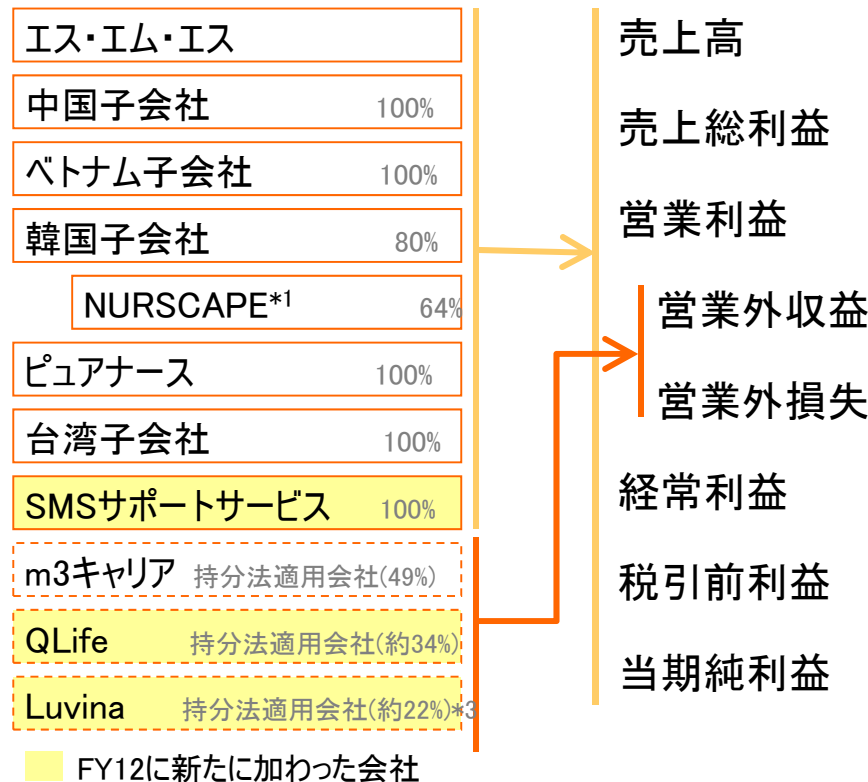 エス・エム・エス
中国子会社 100%
ベトナム子会社 100%
韓国子会社 80%
NURSCAPE*1 64%
ピュアナース 100%
台湾子会社 100%
SMSサポートサービス 100%
m3キャリア 持分法適用会社(49%)
QLife 持分法適用会社(約34%)
Luvina 持分法適用会社(約22%)*3
FY12に新たに加わった会社
売上高
売上総利益
営業利益
営業外収益
営業外損失
経常利益
税引前利益
当期純利益